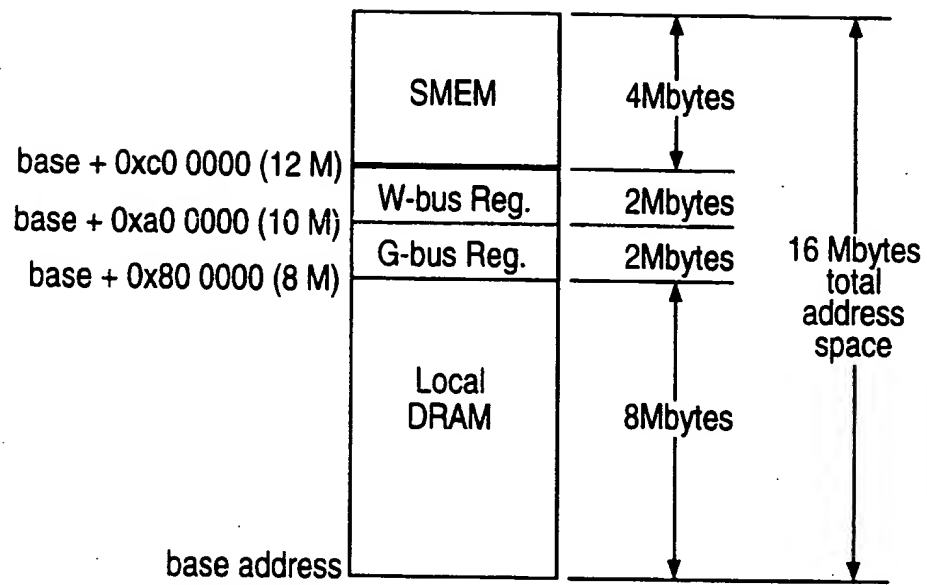 SMEM
4Mbytes
base + 0xc0 0000 (12 M)
W-bus Reg.
2Mbytes
base + 0xa0 0000 (10 M)
G-bus Reg.
2Mbytes
base + 0x80 0000 (8 M)
16 Mbytes
total
address
space
Local
DRAM
8Mbytes
base address